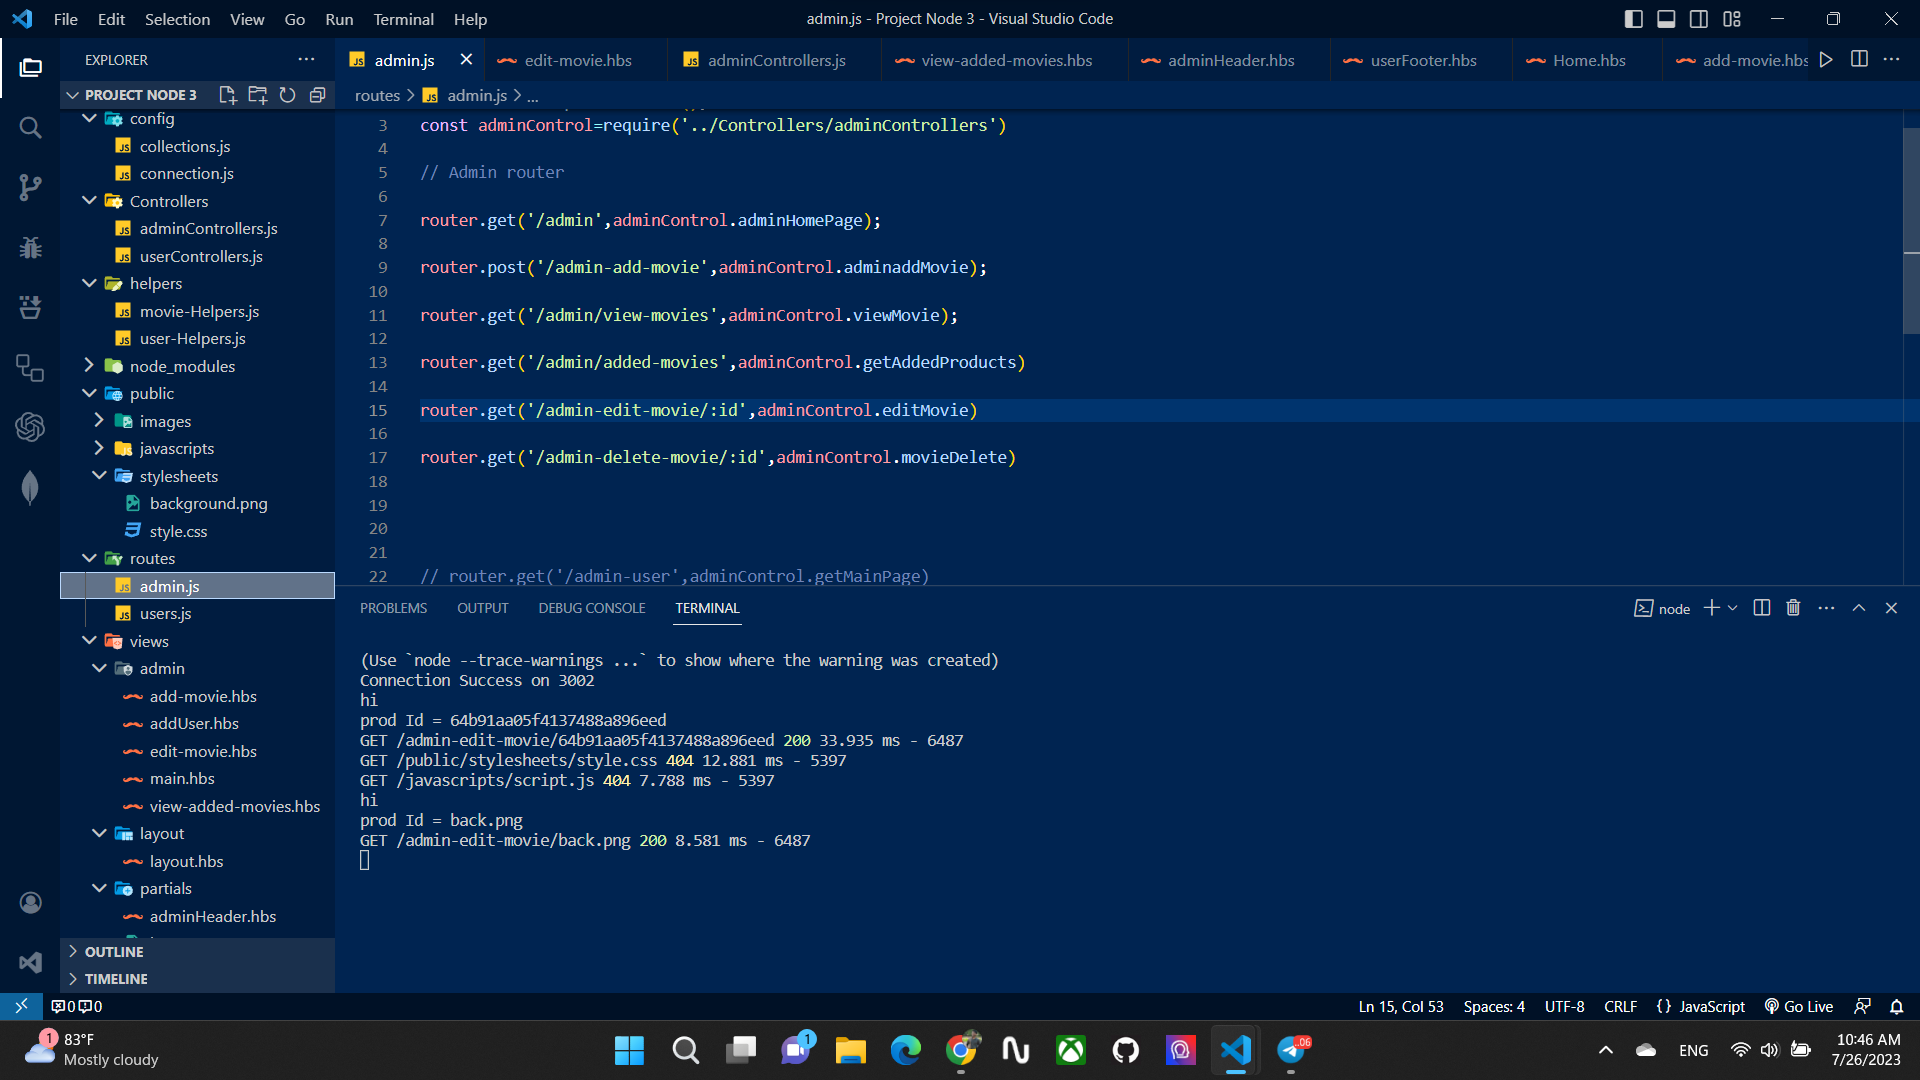 File Edit Selection View Go Run Terminal Help
admin.js - Project Node 3 - Visual Studio Code
EXPLORER
admin.js
edit-movie.hbs
adminControllers.js
view-added-movies.hbs
adminHeader.hbs
userFooter.hbs
Home.hbs
add-movie.hbs
PROJECT NODE 3
routes > admin.js > ...
config
collections.js
connection.js
Controllers
adminControllers.js
userControllers.js
helpers
movie-Helpers.js
user-Helpers.js
node_modules
public
images
javascripts
stylesheets
background.png
style.css
routes
admin.js
users.js
views
admin
add-movie.hbs
addUser.hbs
edit-movie.hbs
main.hbs
view-added-movies.hbs
layout
layout.hbs
partials
adminHeader.hbs
OUTLINE
TIMELINE
3 const adminControl=require('../Controllers/adminControllers')
4
5 // Admin router
6
7 router.get('/admin',adminControl.adminHomePage);
8
9 router.post('/admin-add-movie',adminControl.adminaddMovie);
10
11 router.get('/admin/view-movies',adminControl.viewMovie);
12
13 router.get('/admin/added-movies',adminControl.getAddedProducts)
14
15 router.get('/admin-edit-movie/:id',adminControl.editMovie)
16
17 router.get('/admin-delete-movie/:id',adminControl.movieDelete)
18
19
20
21
22 // router.get('/admin-user',adminControl.getMainPage)
PROBLEMS OUTPUT DEBUG CONSOLE TERMINAL
node
(Use `node --trace-warnings ...` to show where the warning was created)
Connection Success on 3002
hi
prod Id = 64b91aa05f4137488a896eed
GET /admin-edit-movie/64b91aa05f4137488a896eed 200 33.935 ms - 6487
GET /public/stylesheets/style.css 404 12.881 ms - 5397
GET /javascripts/script.js 404 7.788 ms - 5397
hi
prod Id = back.png
GET /admin-edit-movie/back.png 200 8.581 ms - 6487
0 0
Ln 15, Col 53 Spaces: 4 UTF-8 CRLF {} JavaScript Go Live
1
83°F
Mostly cloudy
1
..06
ENG
10:46 AM
7/26/2023